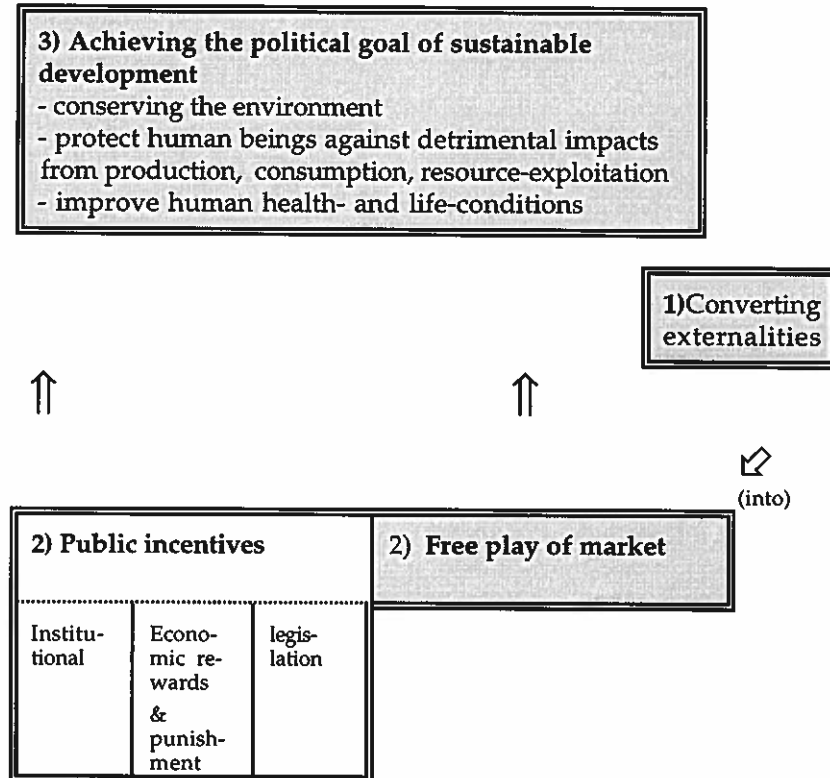 3) Achieving the political goal of sustainable
development
- conserving the environment
- protect human beings against detrimental impacts
from production, consumption, resource-exploitation
- improve human health- and life-conditions
1)Converting
externalities
(into)
2) Public incentives
2) Free play of market
Institu-
tional
Econo-
mic re-
wards
&
punish-
ment
legis-
lation